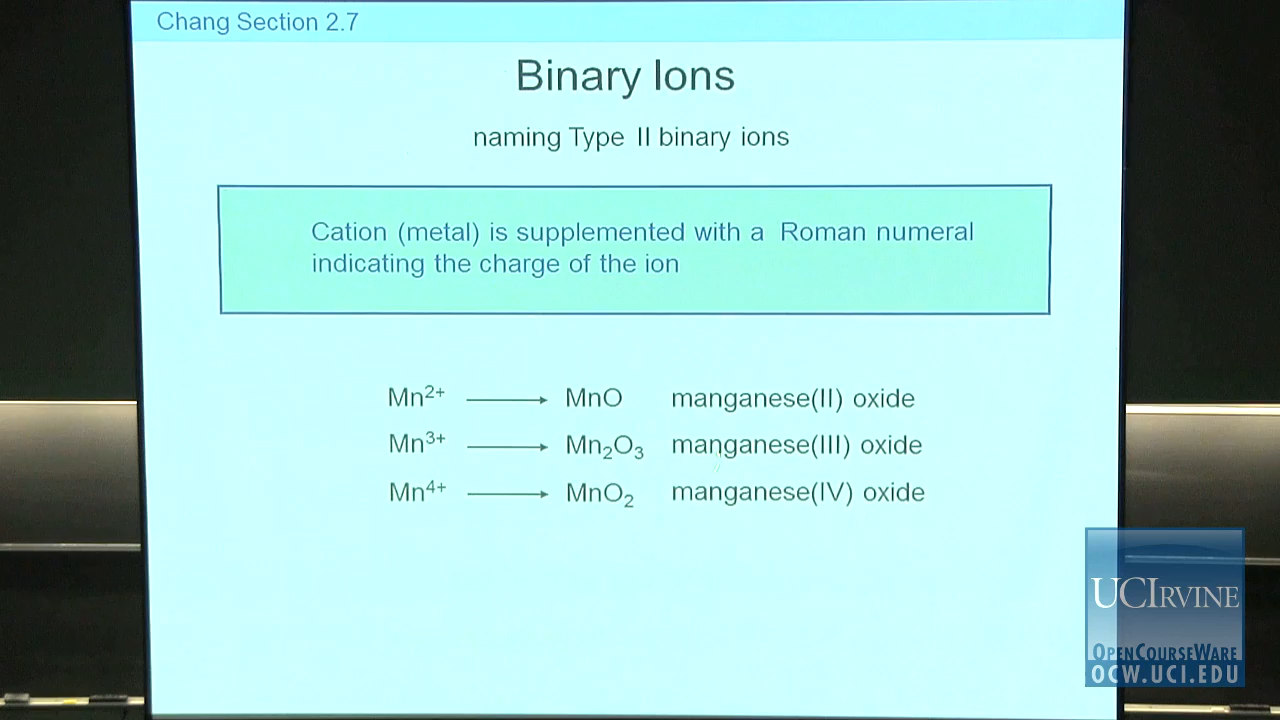 Chang Section 2.7
Binary Ions
naming Type II binary ions
Cation (metal) is supplemented with a Roman numeral
indicating the charge of the ion
Mn²⁺ → MnO manganese(II) oxide
Mn³⁺ → Mn₂O₃ manganese(III) oxide
Mn⁴⁺ → MnO₂ manganese(IV) oxide
UCIRVINE
OPENCOURSEWARE
OCW.UCI.EDU